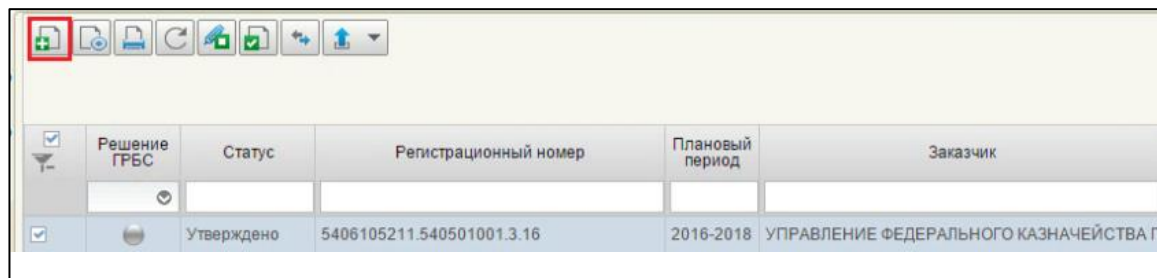 Решение ГРБС
Статус
Регистрационный номер
Плановый период
Заказчик
Утверждено 5406105211.540501001.3.16 2016-2018 УПРАВЛЕНИЕ ФЕДЕРАЛЬНОГО КАЗНАЧЕЙСТВА